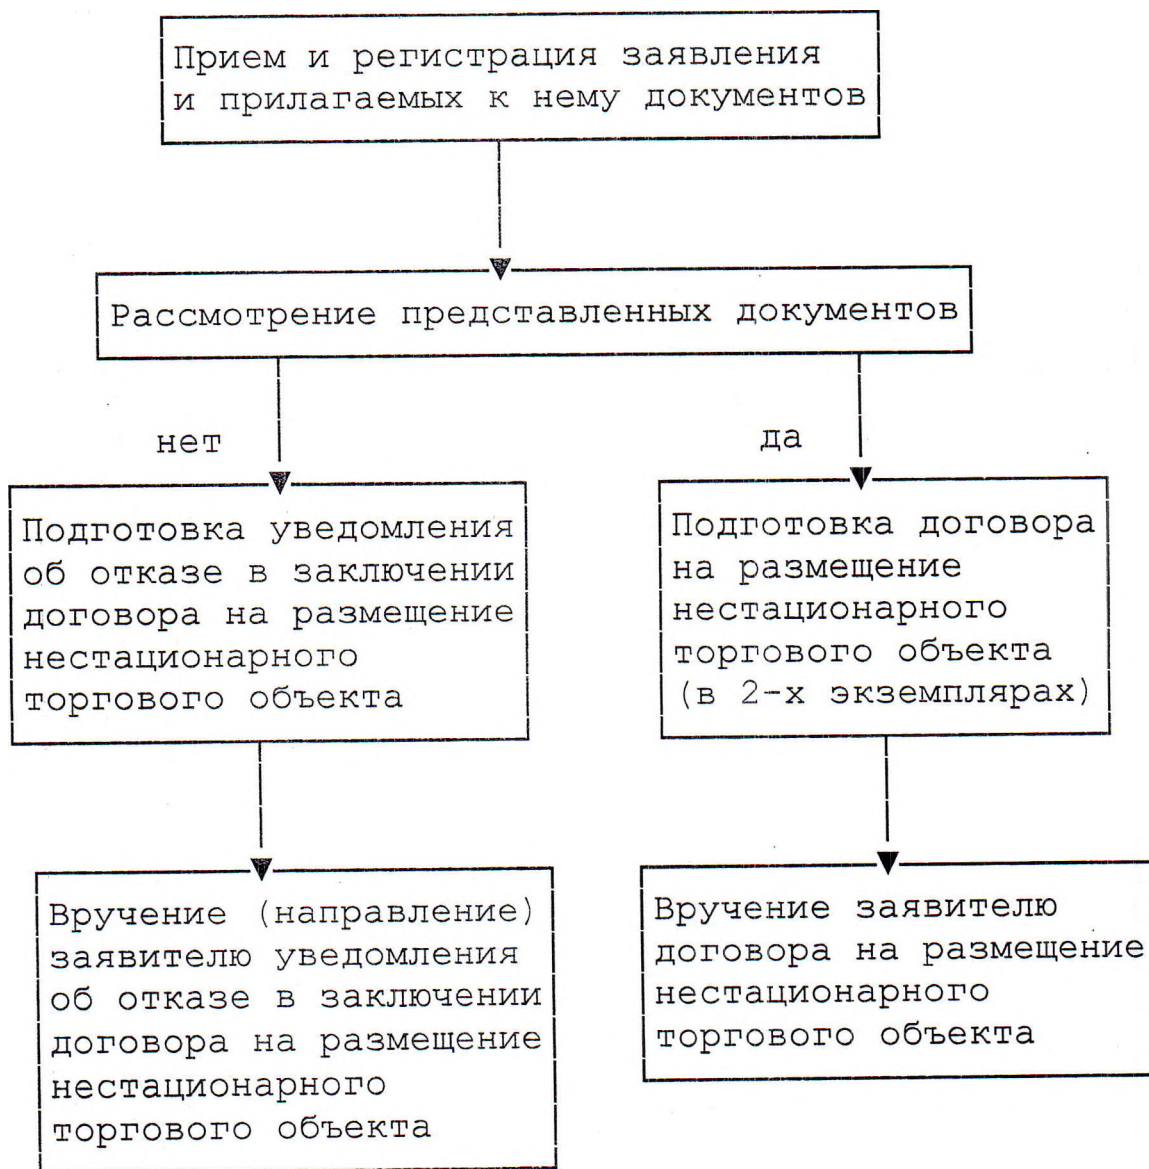 Прием и регистрация заявления
и прилагаемых к нему документов
Рассмотрение представленных документов
нет
да
Подготовка уведомления
об отказе в заключении
договора на размещение
нестационарного
торгового объекта
Подготовка договора
на размещение
нестационарного
торгового объекта
(в 2-х экземплярах)
Вручение (направление)
заявителю уведомления
об отказе в заключении
договора на размещение
нестационарного
торгового объекта
Вручение заявителю
договора на размещение
нестационарного
торгового объекта